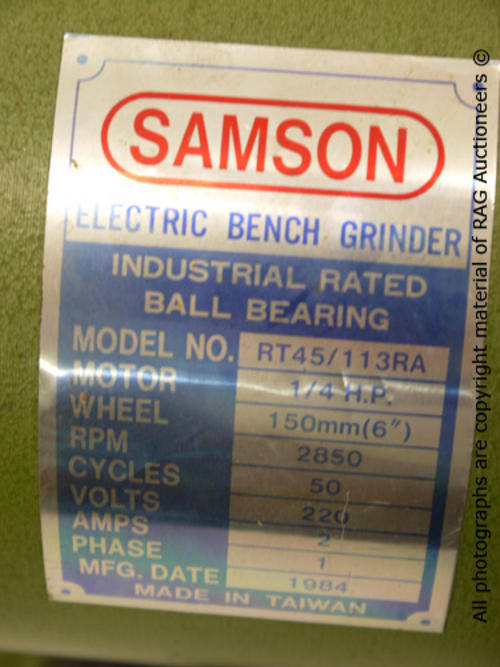 SAMSON
ELECTRIC BENCH GRINDER
INDUSTRIAL RATED
BALL BEARING
MODEL NO. RT45/113RA
MOTOR 1/4 H.P.
WHEEL 150mm(6")
RPM 2850
CYCLES 50
VOLTS 220
AMPS 2
PHASE 1
MFG. DATE 1984
MADE IN TAIWAN
All photographs are copyright material of RAG Auctioneers ©